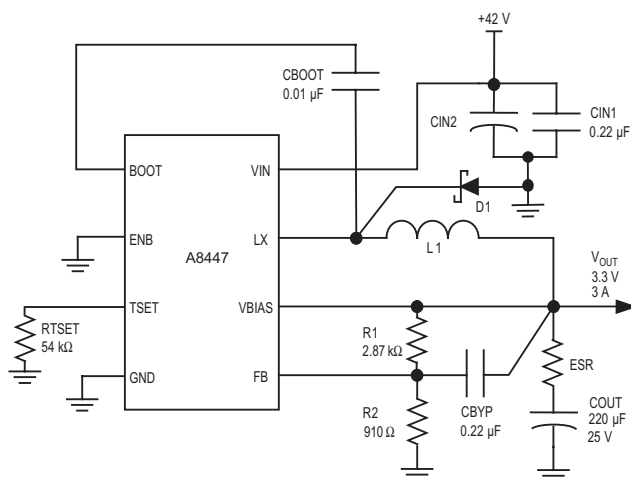 +42 V
CBOOT
0.01 µF
CIN2
CIN1
0.22 µF
BOOT
VIN
D1
ENB
A8447
LX
L1
VOUT
3.3 V
3 A
TSET
VBIAS
RTSET
54 kΩ
R1
2.87 kΩ
ESR
GND
FB
CBYP
0.22 µF
R2
910 Ω
COUT
220 µF
25 V